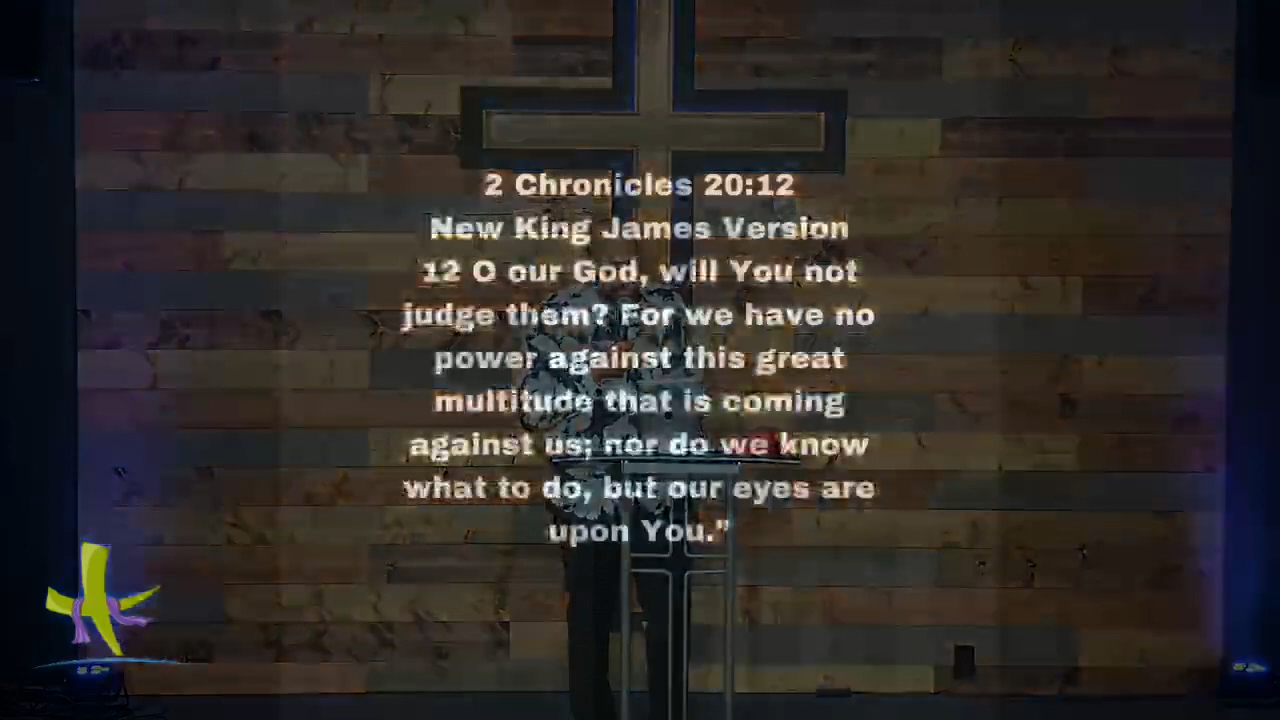 2 Chronicles 20:12
New King James Version
12 O our God, will You not
judge them? For we have no
power against this great
multitude that is coming
against us; nor do we know
what to do, but our eyes are
upon You.”